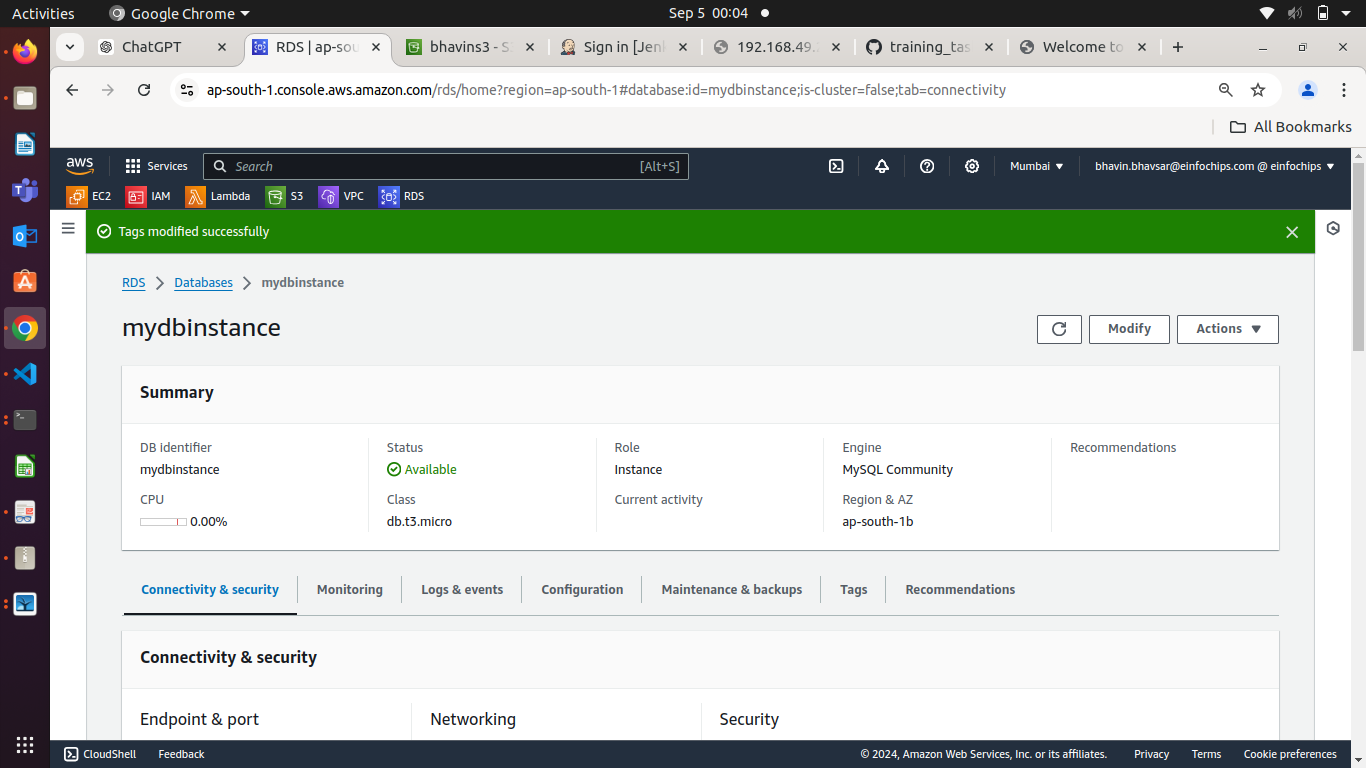 Activities Google Chrome Sep 5 00:04
ChatGPT RDS | ap-sou bhavins3 - S Sign in [Jenk 192.168.49. training_tas Welcome to
ap-south-1.console.aws.amazon.com/rds/home?region=ap-south-1#database:id=mydbinstance;is-cluster=false;tab=connectivity
All Bookmarks
aws Services Search [Alt+S] Mumbai bhavin.bhavsar@einfochips.com @ einfochips
EC2 IAM Lambda S3 VPC RDS
Tags modified successfully
RDS Databases mydbinstance
mydbinstance
Modify Actions
Summary
DB identifier Status Role Engine Recommendations
mydbinstance Available Instance MySQL Community
CPU Class Current activity Region & AZ
0.00% db.t3.micro ap-south-1b
Connectivity & security Monitoring Logs & events Configuration Maintenance & backups Tags Recommendations
Connectivity & security
Endpoint & port Networking Security
CloudShell Feedback © 2024, Amazon Web Services, Inc. or its affiliates. Privacy Terms Cookie preferences